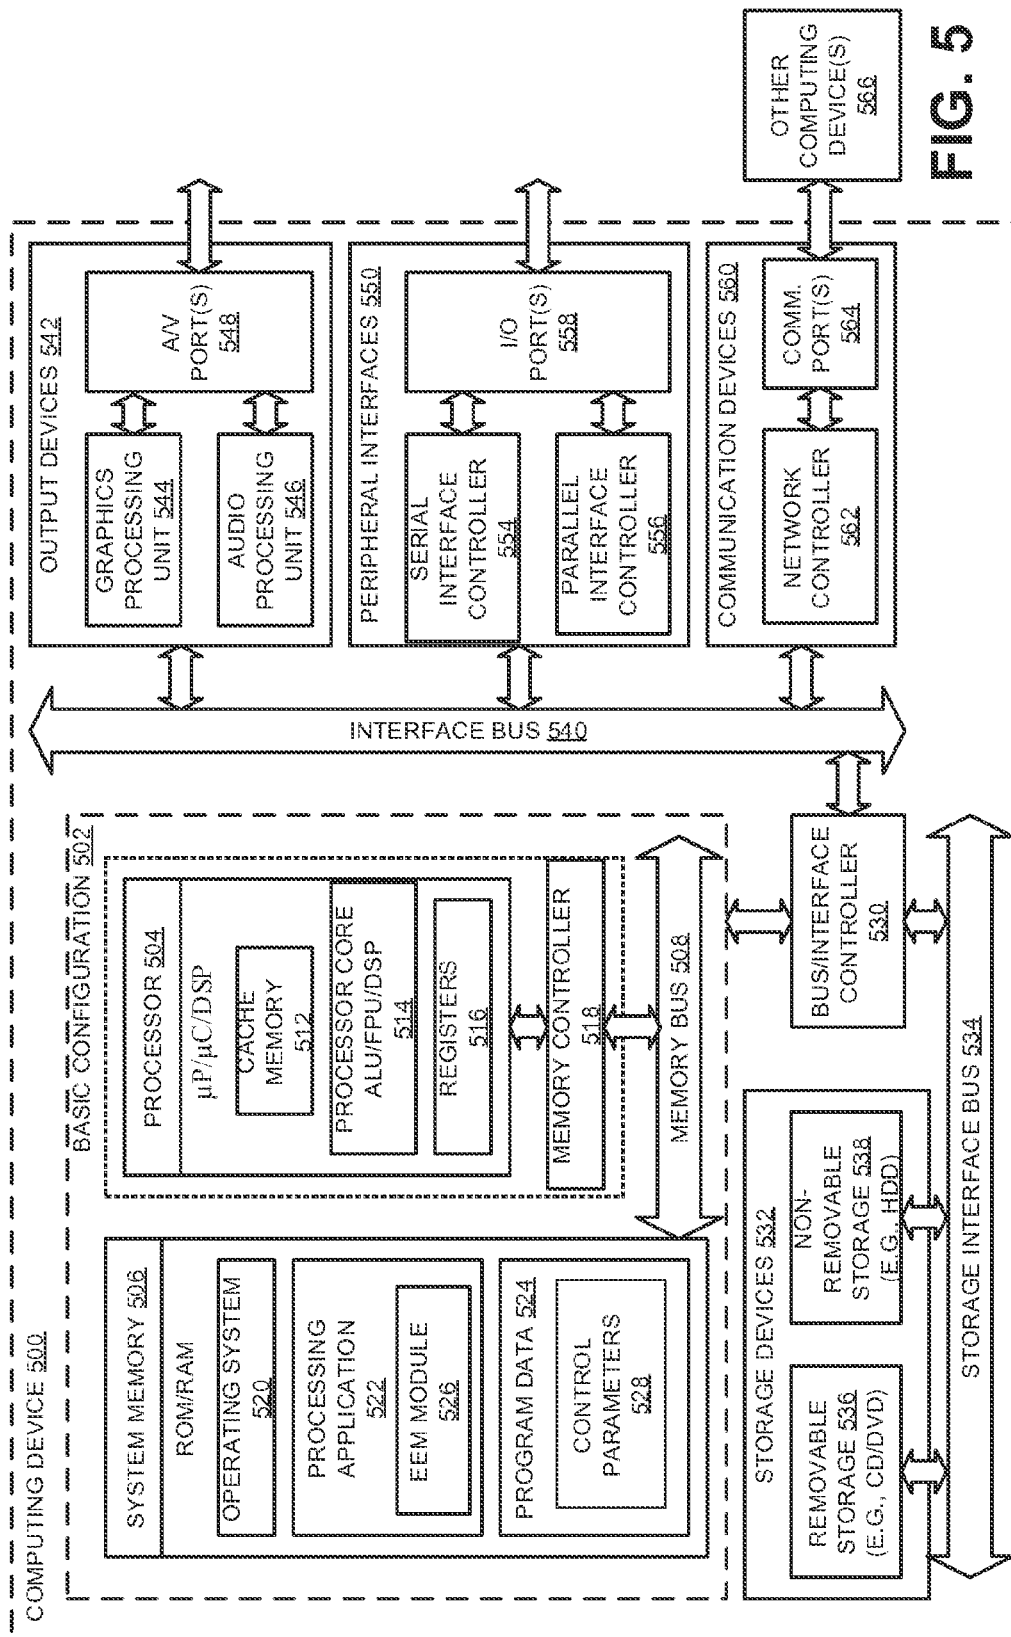 COMPUTING DEVICE 500
BASIC CONFIGURATION 502
SYSTEM MEMORY 506
ROM/RAM
OPERATING SYSTEM
520
PROCESSING
APPLICATION
522
EEM MODULE
526
PROGRAM DATA 524
CONTROL
PARAMETERS
528
PROCESSOR 504
µP/µC/DSP
CACHE
MEMORY
512
PROCESSOR CORE
ALU/FPU/DSP
514
REGISTERS
516
MEMORY CONTROLLER
518
MEMORY BUS 508
STORAGE DEVICES 532
REMOVABLE
STORAGE 536
(E.G., CD/DVD)
NON-
REMOVABLE
STORAGE 538
(E.G., HDD)
BUS/INTERFACE
CONTROLLER
530
STORAGE INTERFACE BUS 534
INTERFACE BUS 540
OUTPUT DEVICES 542
GRAPHICS
PROCESSING
UNIT 544
AUDIO
PROCESSING
UNIT 546
A/V
PORT(S)
548
PERIPHERAL INTERFACES 550
SERIAL
INTERFACE
CONTROLLER
554
PARALLEL
INTERFACE
CONTROLLER
556
I/O
PORT(S)
558
COMMUNICATION DEVICES 560
NETWORK
CONTROLLER
562
COMM.
PORT(S)
564
OTHER
COMPUTING
DEVICE(S)
566
FIG. 5